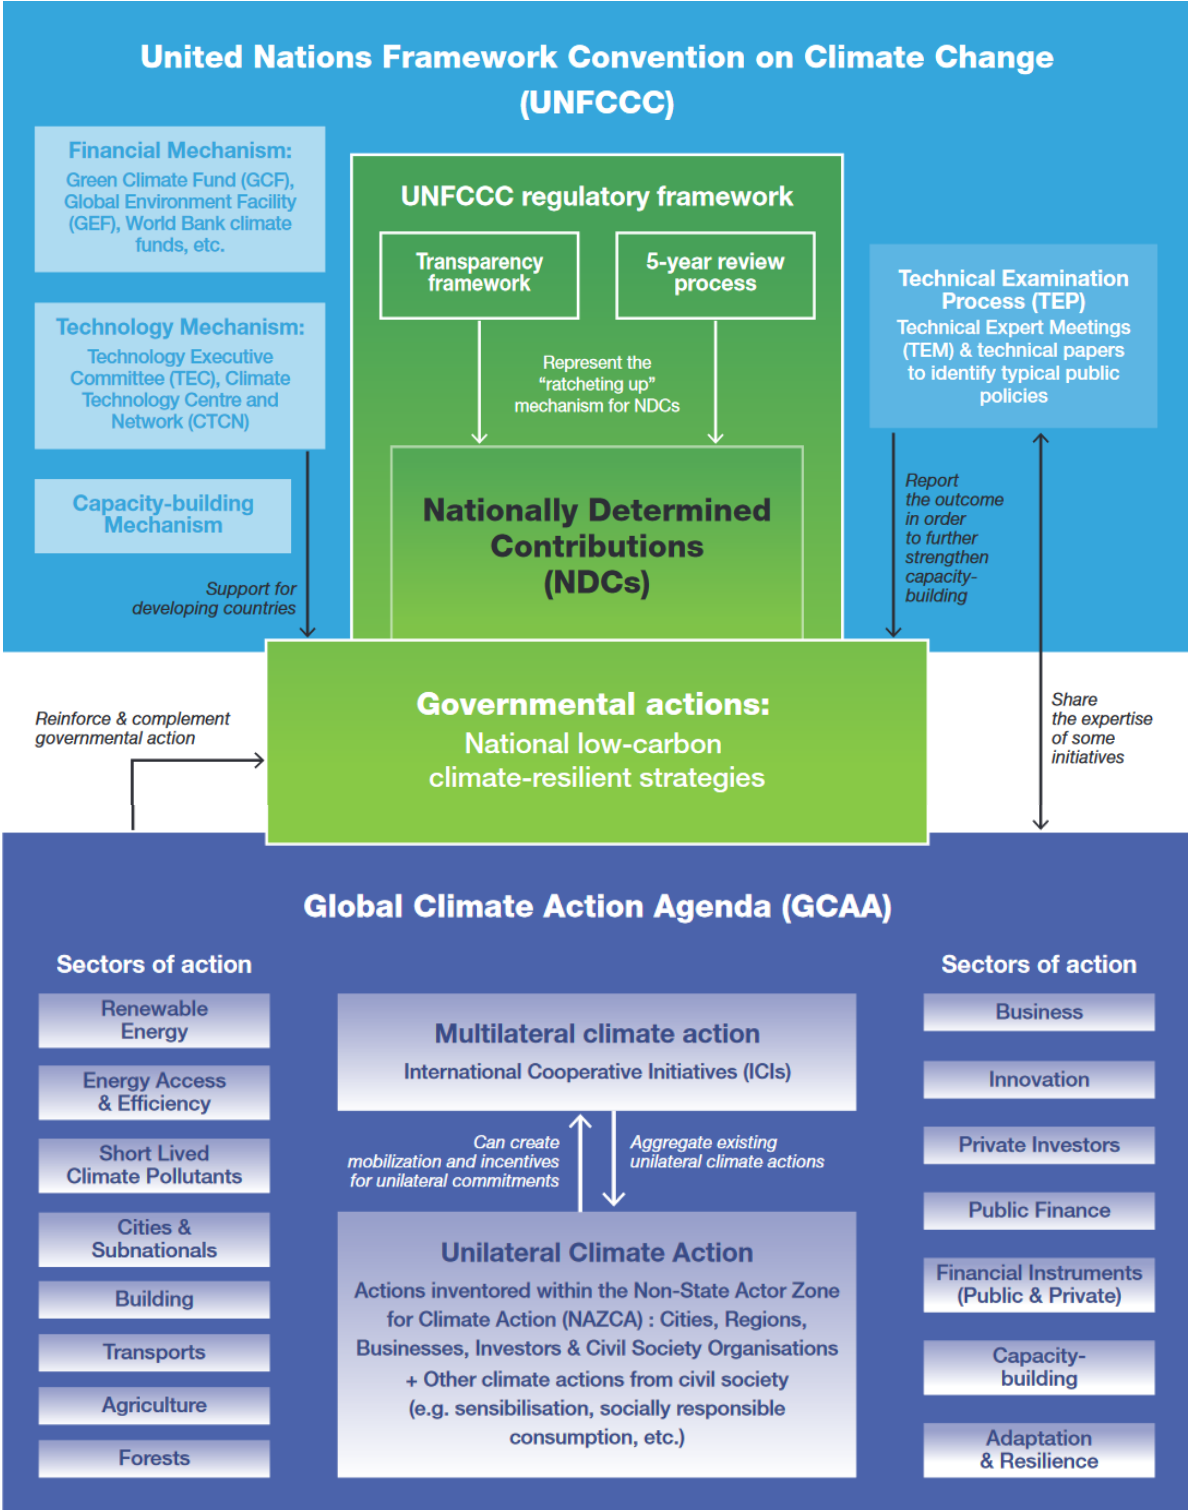 United Nations Framework Convention on Climate Change
(UNFCCC)
Financial Mechanism:
Green Climate Fund (GCF),
Global Environment Facility
(GEF), World Bank climate
funds, etc.
Technology Mechanism:
Technology Executive
Committee (TEC), Climate
Technology Centre and
Network (CTCN)
Capacity-building
Mechanism
Support for
developing countries
UNFCCC regulatory framework
Transparency
framework
5-year review
process
Represent the
“ratcheting up”
mechanism for NDCs
Nationally Determined
Contributions
(NDCs)
Technical Examination
Process (TEP)
Technical Expert Meetings
(TEM) & technical papers
to identify typical public
policies
Report
the outcome
in order
to further
strengthen
capacity-
building
Reinforce & complement
governmental action
Governmental actions:
National low-carbon
climate-resilient strategies
Share
the expertise
of some
initiatives
Global Climate Action Agenda (GCAA)
Sectors of action
Renewable
Energy
Energy Access
& Efficiency
Short Lived
Climate Pollutants
Cities &
Subnationals
Building
Transports
Agriculture
Forests
Multilateral climate action
International Cooperative Initiatives (ICIs)
Can create
mobilization and incentives
for unilateral commitments
Aggregate existing
unilateral climate actions
Unilateral Climate Action
Actions inventored within the Non-State Actor Zone
for Climate Action (NAZCA) : Cities, Regions,
Businesses, Investors & Civil Society Organisations
+ Other climate actions from civil society
(e.g. sensibilisation, socially responsible
consumption, etc.)
Sectors of action
Business
Innovation
Private Investors
Public Finance
Financial Instruments
(Public & Private)
Capacity-
building
Adaptation
& Resilience